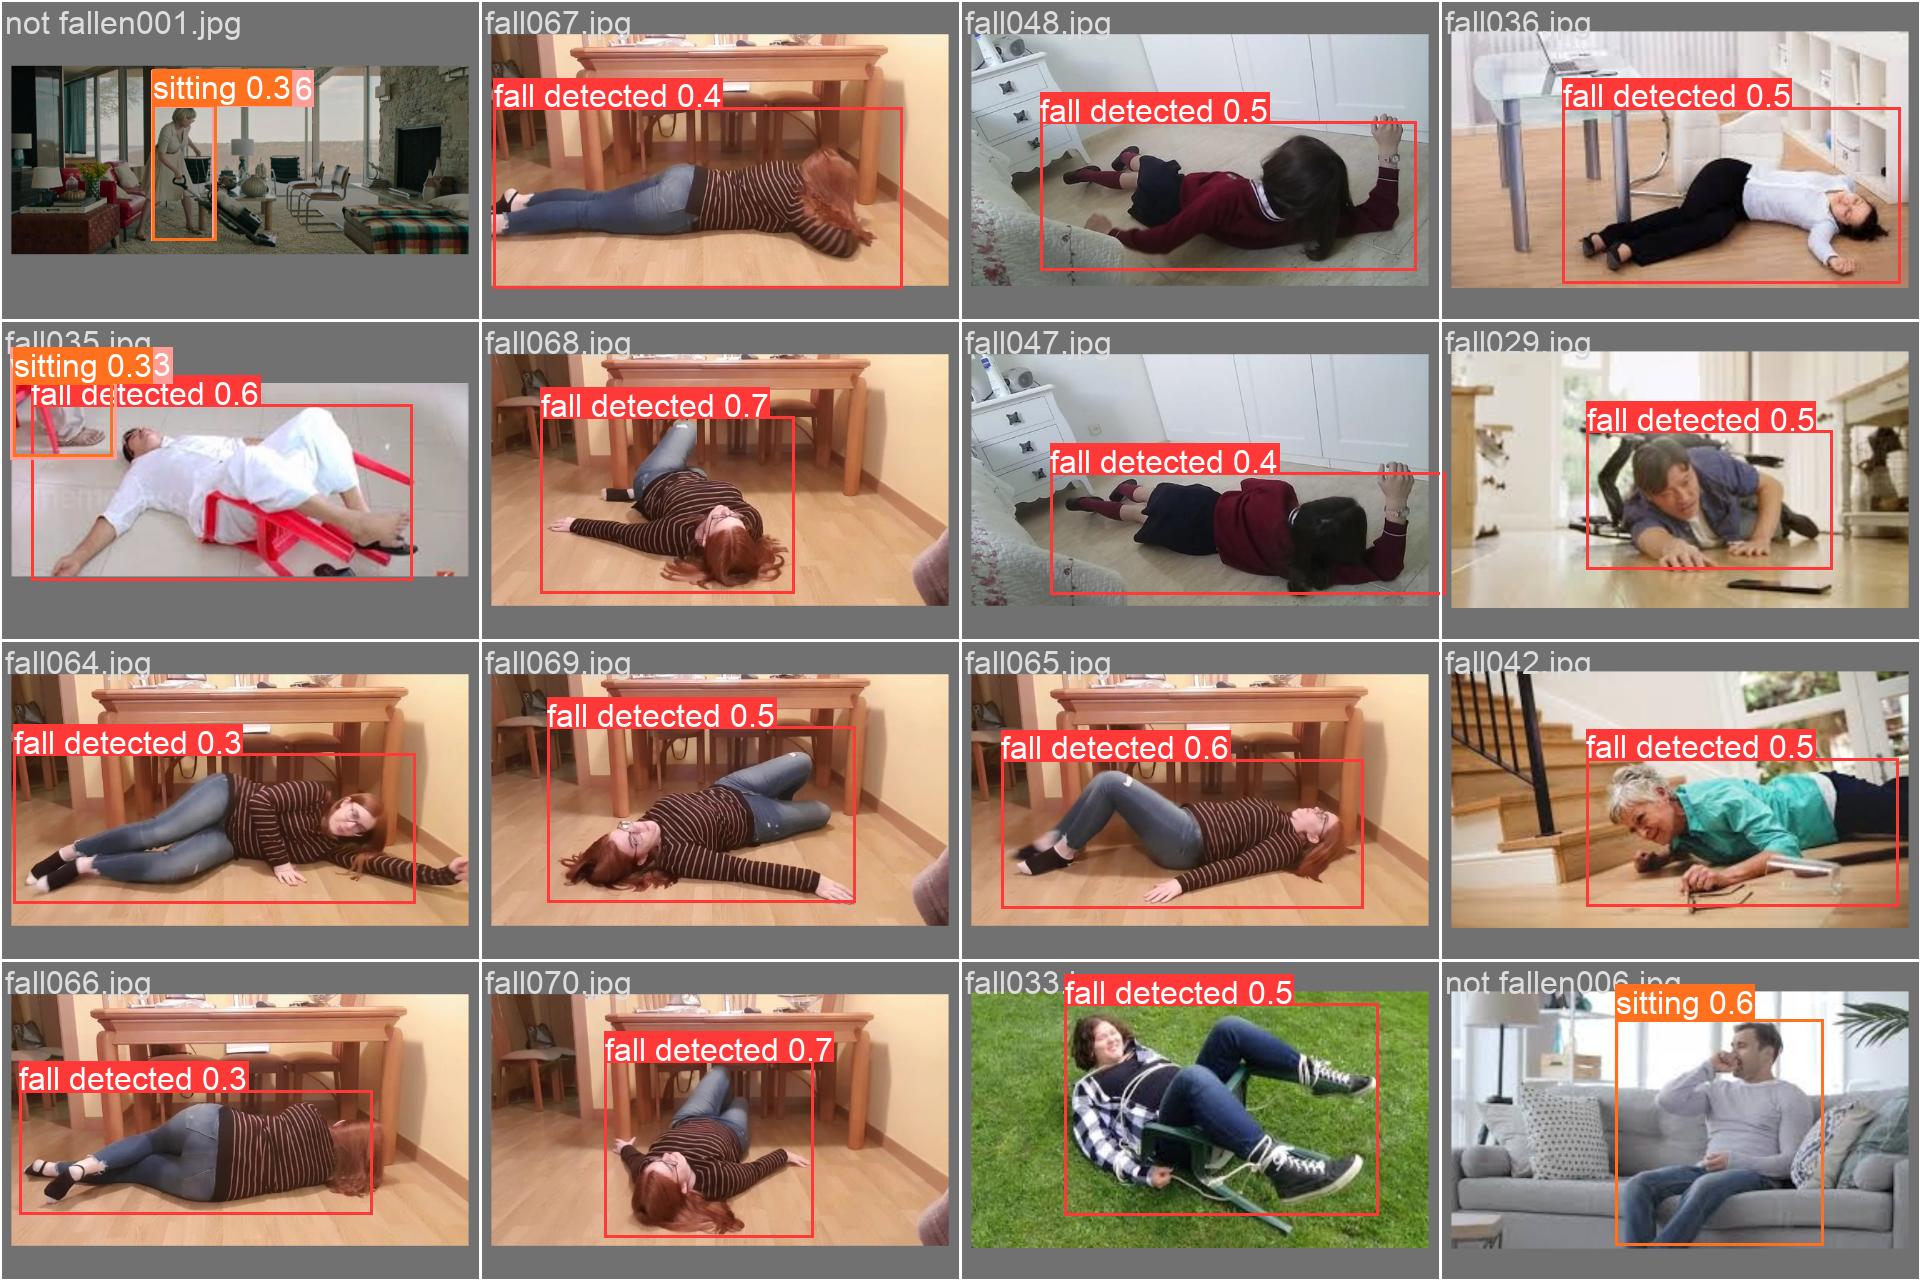 not fallen001.jpg
sitting 0.36
fall067.jpg
fall detected 0.4
fall048.jpg
fall detected 0.5
fall036.jpg
fall detected 0.5
fall035.jpg
sitting 0.33
fall detected 0.6
fall068.jpg
fall detected 0.7
fall047.jpg
fall detected 0.4
fall029.jpg
fall detected 0.5
fall064.jpg
fall detected 0.3
fall069.jpg
fall detected 0.5
fall065.jpg
fall detected 0.6
fall042.jpg
fall detected 0.5
fall066.jpg
fall detected 0.3
fall070.jpg
fall detected 0.7
fall033.j
fall detected 0.5
not fallen006.jpg
sitting 0.6